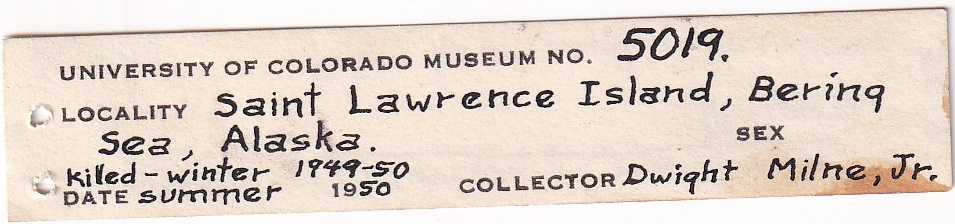 UNIVERSITY OF COLORADO MUSEUM NO. 5019.
LOCALITY Saint Lawrence Island, Bering
Sea, Alaska. SEX
killed - winter 1949-50
DATE summer 1950 COLLECTOR Dwight Milne, Jr.